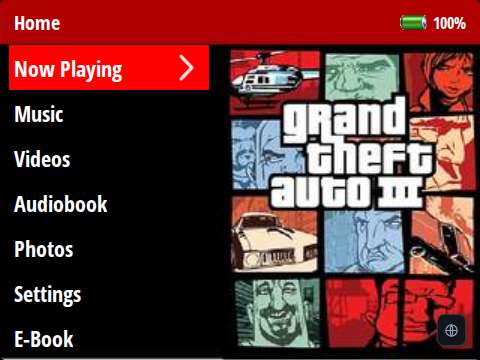 Home
100%
Now Playing
Music
Videos
Audiobook
Photos
Settings
E-Book
grand
theft
auto III